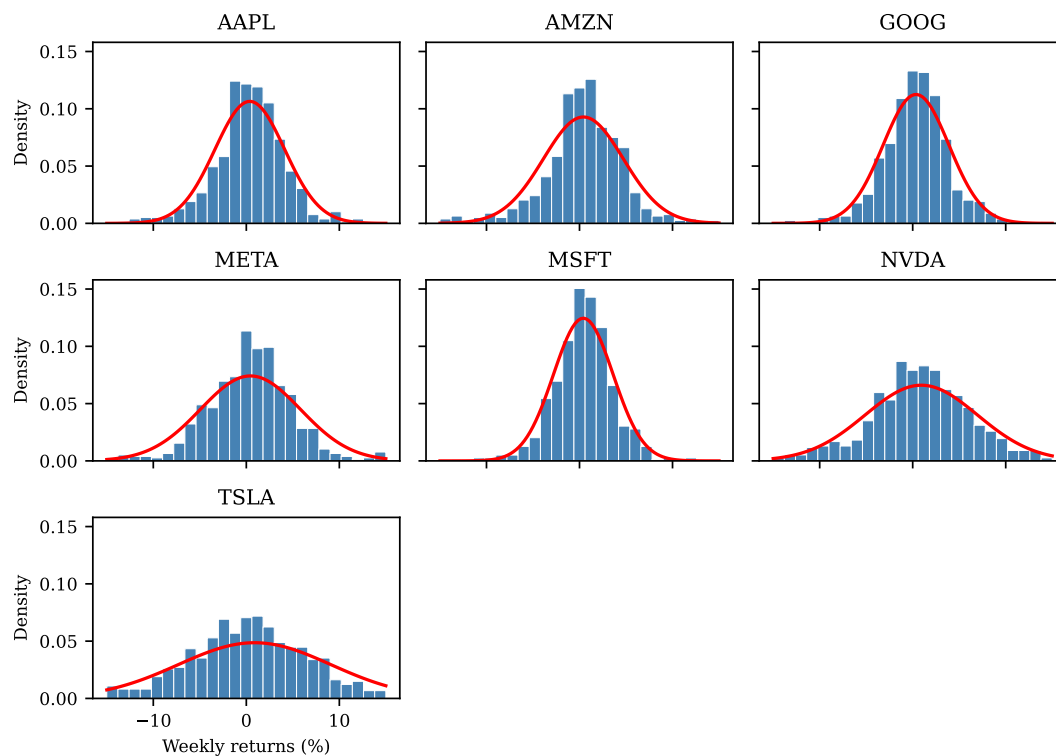 AAPL
AMZN
GOOG
0.15
0.10
0.05
0.00
Density
META
MSFT
NVDA
0.15
0.10
0.05
0.00
Density
TSLA
0.15
0.10
0.05
0.00
Density
−10
0
10
Weekly returns (%)